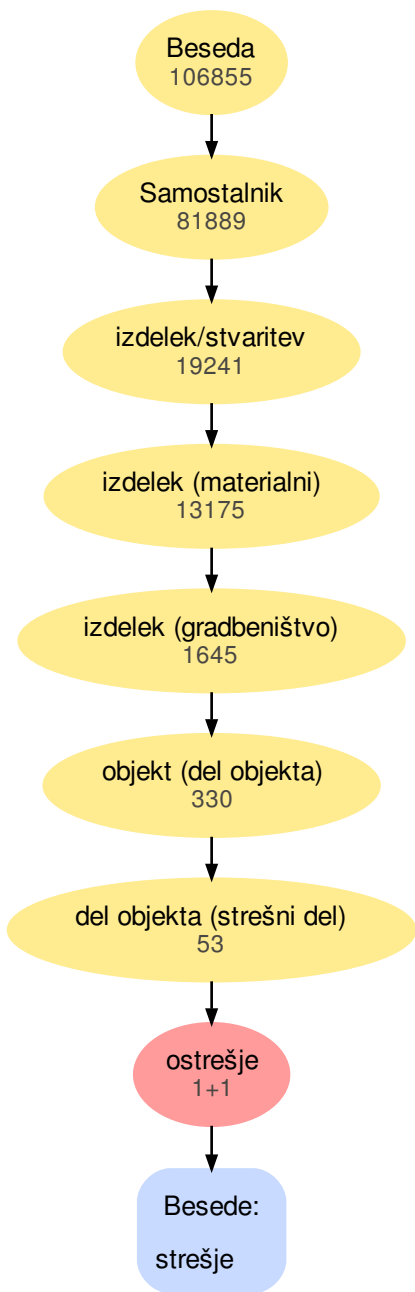 Beseda
106855
Samostalnik
81889
izdelek/stvaritev
19241
izdelek (materialni)
13175
izdelek (gradbeništvo)
1645
objekt (del objekta)
330
del objekta (strešni del)
53
ostrešje
1+1
Besede:
strešje